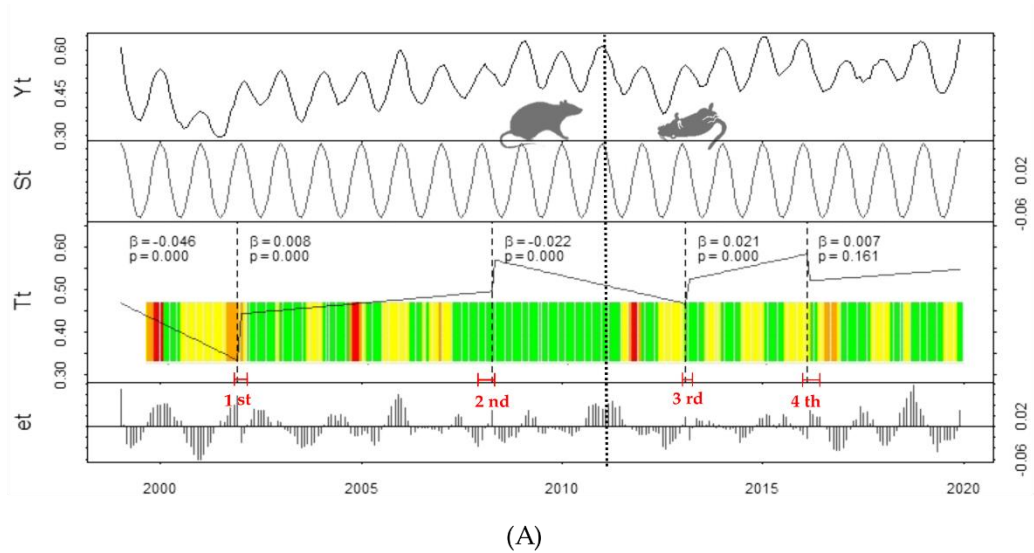 Yt
0.60
0.45
0.30
St
0.02
-0.06
Tt
0.60
0.50
0.40
0.30
β = -0.046
p = 0.000
β = 0.008
p = 0.000
β = -0.022
p = 0.000
β = 0.021
p = 0.000
β = 0.007
p = 0.161
1 st
2 nd
3 rd
4 th
et
0.02
-0.06
2000
2005
2010
2015
2020
(A)